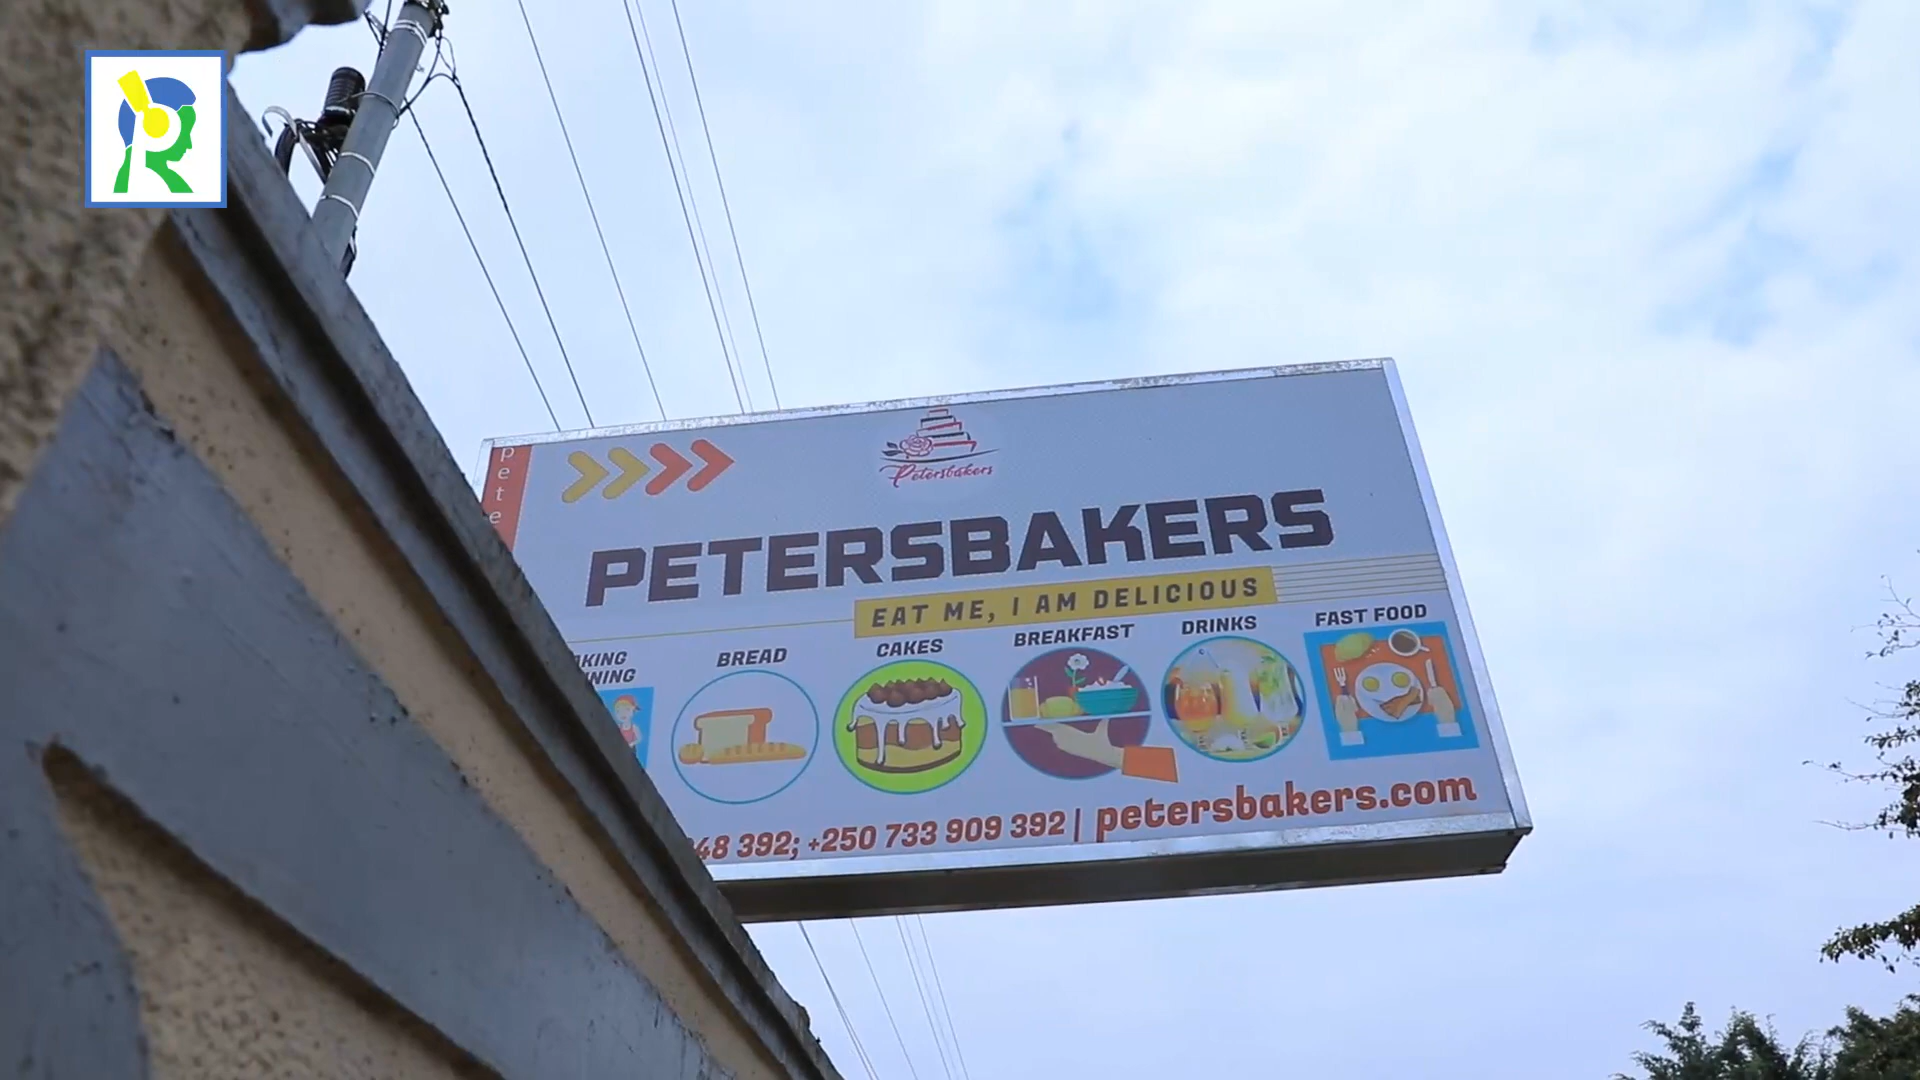 pete
Petersbakers
PETERSBAKERS
EAT ME, I AM DELICIOUS
BREAD
CAKES
BREAKFAST
DRINKS
FAST FOOD
48 392; +250 733 909 392 | petersbakers.com